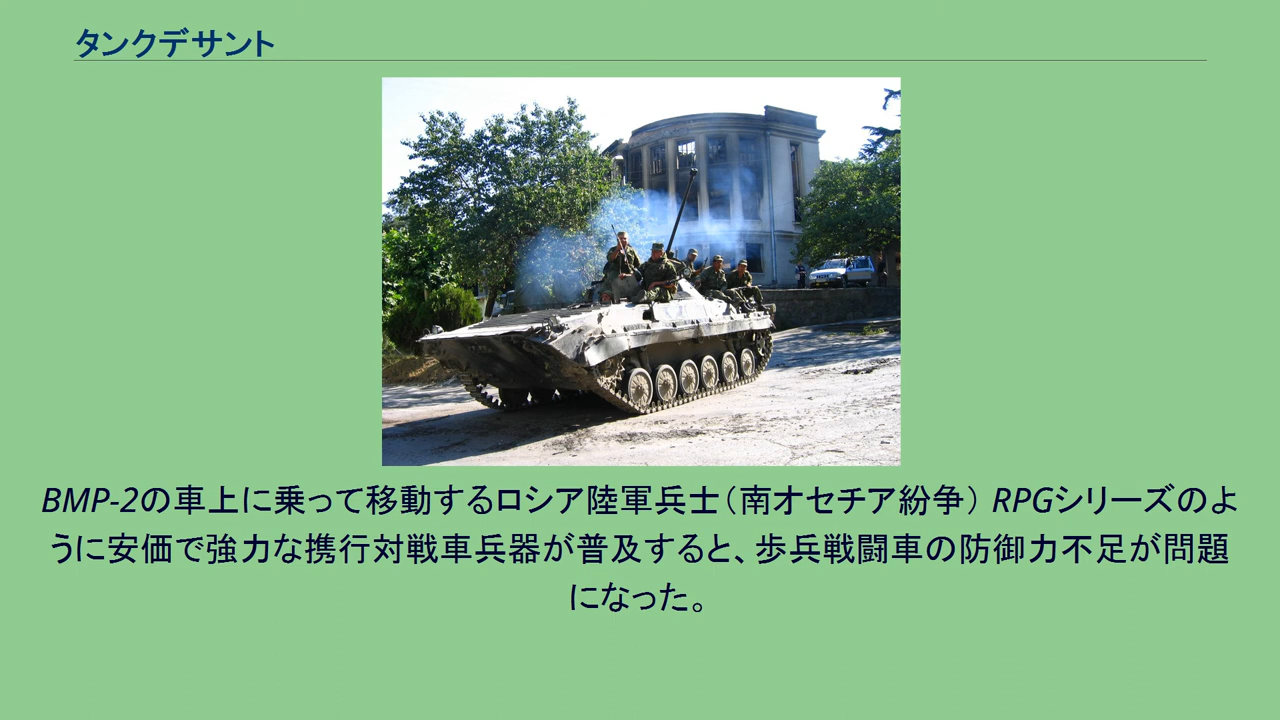 タンクデサント
BMP-2の車上に乗って移動するロシア陸軍兵士（南オセチア紛争） RPGシリーズのよ
うに安価で強力な携行対戦車兵器が普及すると、歩兵戦闘車の防御力不足が問題
になった。